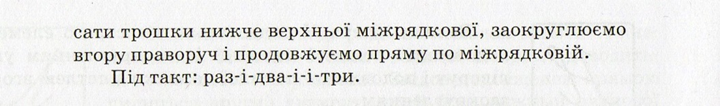 сати трошки нижче верхньої міжрядкової, заокруглюємо
вгору праворуч і продовжуємо пряму по міжрядковій.
Під такт: раз-і-два-і-і-три.